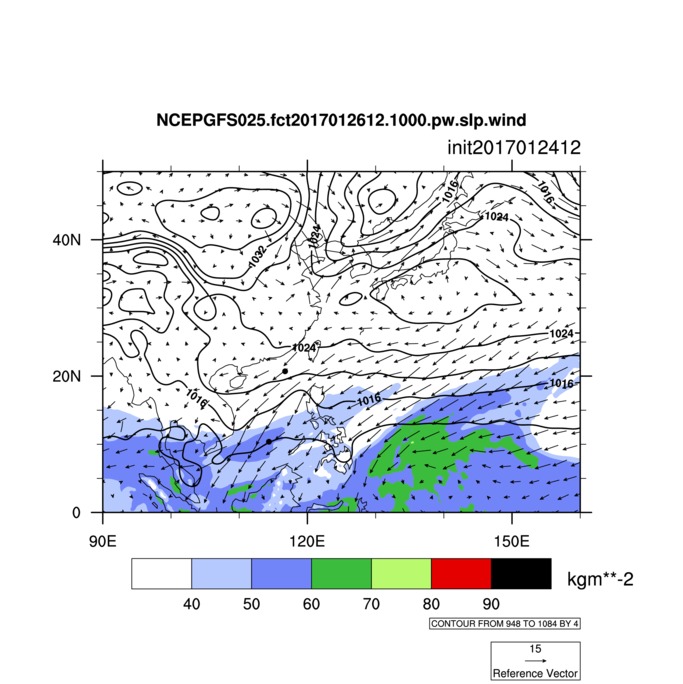 NCEPGFS025.fct2017012612.1000.pw.slp.wind
init2017012412
1016
1016
1024
40N
1024
1032
1024
1024
20N
1016
1016
1016
0
90E 120E 150E
kgm**-2
40 50 60 70 80 90
CONTOUR FROM 948 TO 1084 BY 4
15
Reference Vector